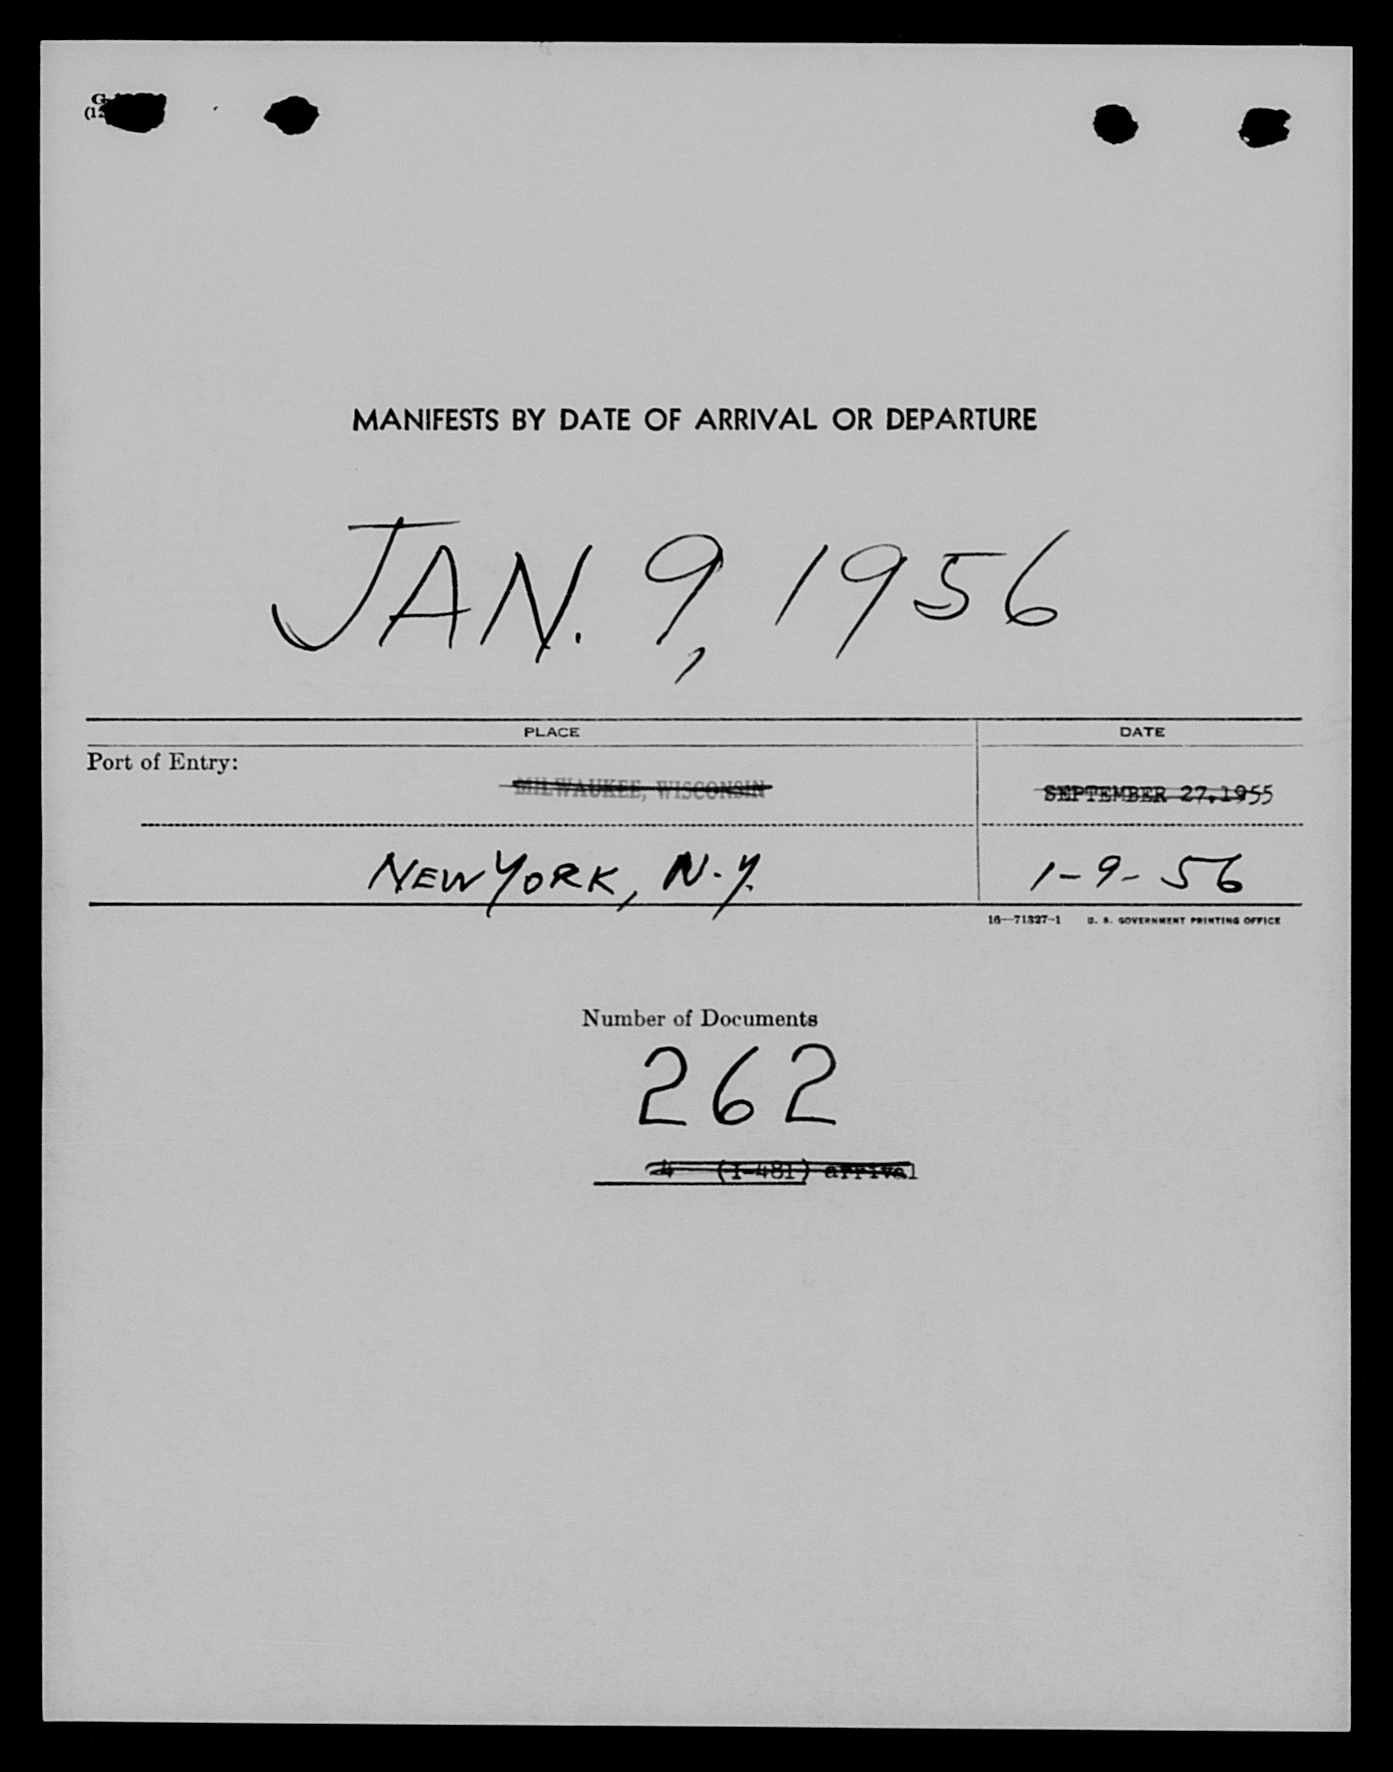 MANIFESTS BY DATE OF ARRIVAL OR DEPARTURE
JAN. 9, 1956
PLACE DATE
Port of Entry:
MILWAUKEE, WISCONSIN SEPTEMBER 27, 1955
NEW YORK, N.Y. 1-9-56
16—71327-1 U. S. GOVERNMENT PRINTING OFFICE
Number of Documents
262
4 (I-481) arrival